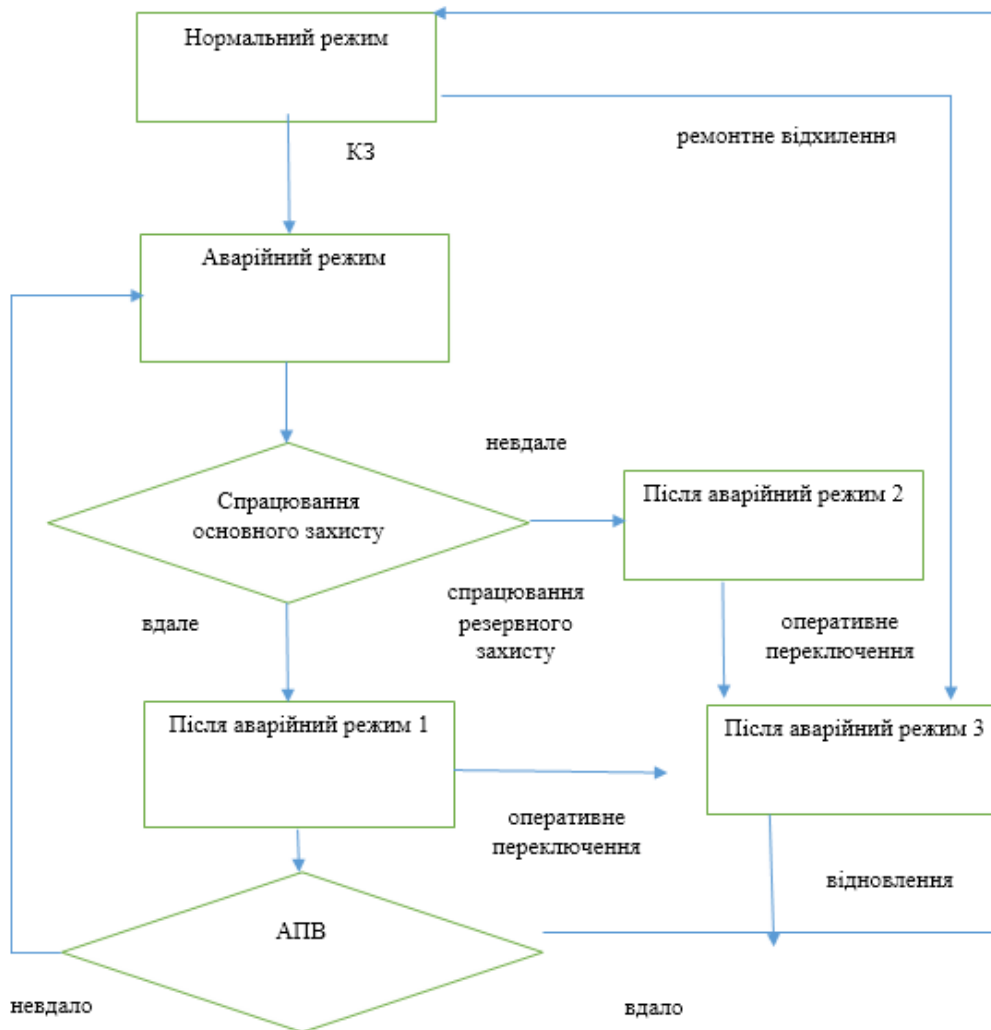 Нормальний режим
КЗ
ремонтне відхилення
Аварійний режим
невдале
Спрацювання
основного захисту
Після аварійний режим 2
вдале
спрацювання
резервного
захисту
оперативне
переключення
Після аварійний режим 1
Після аварійний режим 3
оперативне
переключення
відновлення
АПВ
невдало
вдало